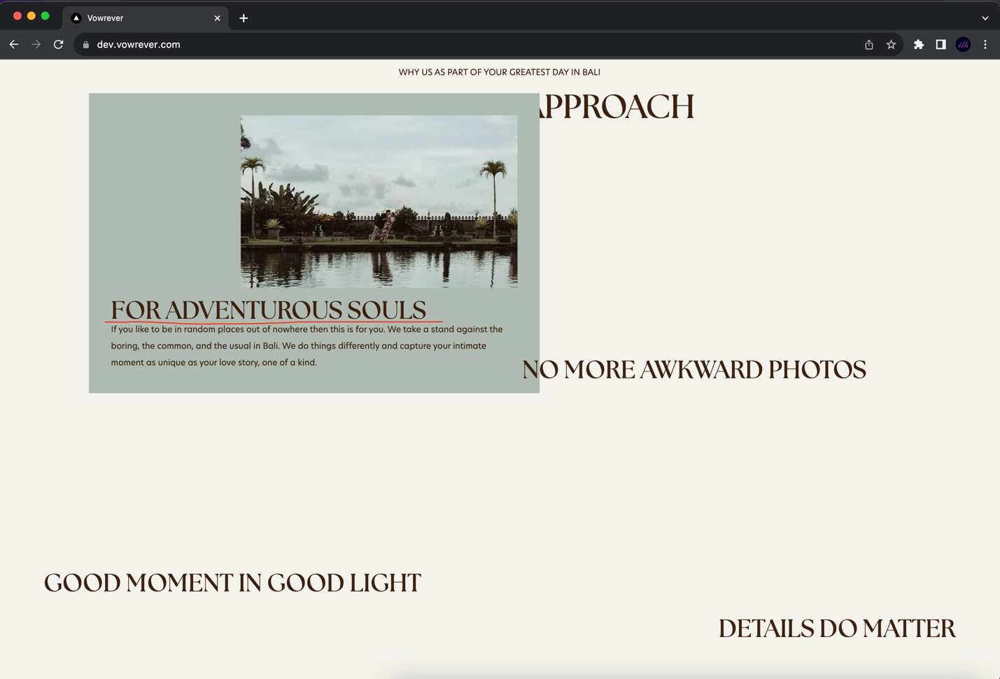 Vowrever
dev.vowrever.com
WHY US AS PART OF YOUR GREATEST DAY IN BALI
APPROACH
FOR ADVENTUROUS SOULS
If you like to be in random places out of nowhere then this is for you. We take a stand against the
boring, the common, and the usual in Bali. We do things differently and capture your intimate
moment as unique as your love story, one of a kind.
NO MORE AWKWARD PHOTOS
GOOD MOMENT IN GOOD LIGHT
DETAILS DO MATTER